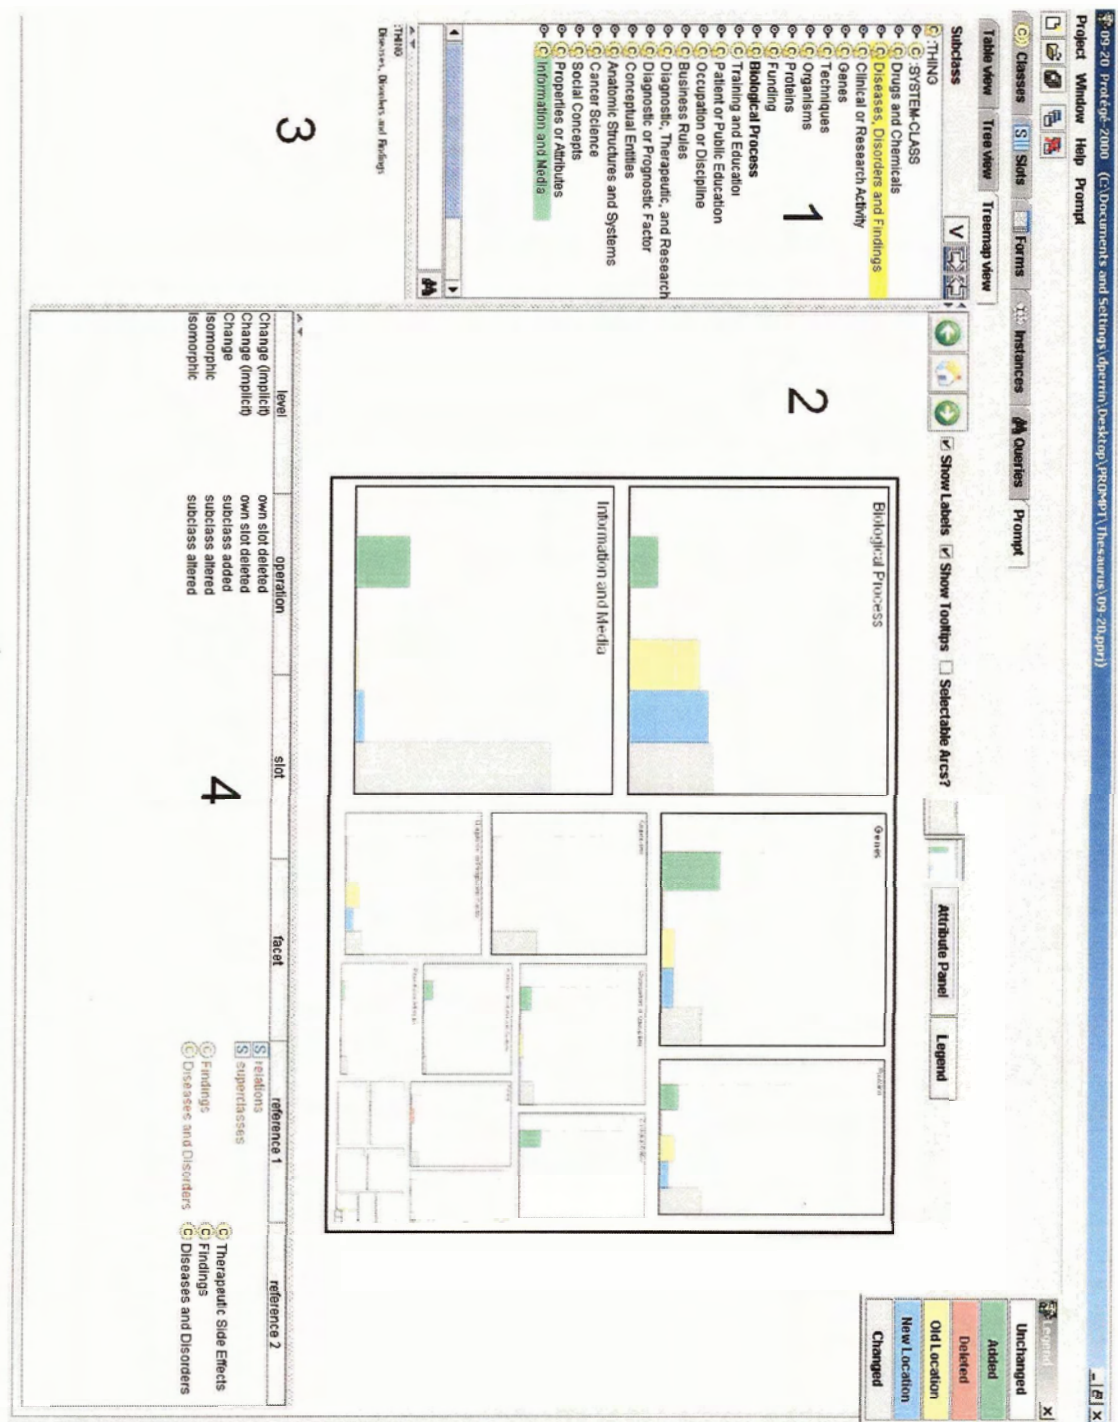 09-20 Protégé-2000 (C:\Documents and Settings\dperrin\Desktop\PROMPT\Thesaurus\09-20.pprj)
Project Window Help Prompt
Classes Slots Forms Instances Queries Prompt
Table view Tree view Treemap view
Subclass V
:THING
:SYSTEM-CLASS
Drugs and Chemicals
Diseases, Disorders and Findings
Clinical or Research Activity
Genes
Techniques
Organisms
Proteins
Funding
Biological Process
Training and Education
Patient or Public Education
Occupation or Discipline
Business Rules
Diagnostic, Therapeutic, and Research
Diagnostic or Prognostic Factor
Conceptual Entities
Anatomic Structures and Systems
Cancer Science
Social Concepts
Properties or Attributes
Information and Media
1
:THING
Diseases, Disorders and Findings
3
Show Labels Show Tooltips Selectable Arcs? Attribute Panel Legend
2
Biological Process
Information and Media
Genes
Legend
Unchanged
Added
Deleted
Old Location
New Location
Changed
level operation slot facet reference 1 reference 2
Change (Implicit) own slot deleted relations
Change (Implicit) own slot deleted superclasses
Change subclass added Therapeutic Side Effects
Isomorphic subclass altered Findings Findings
Isomorphic subclass altered Diseases and Disorders Diseases and Disorders
4